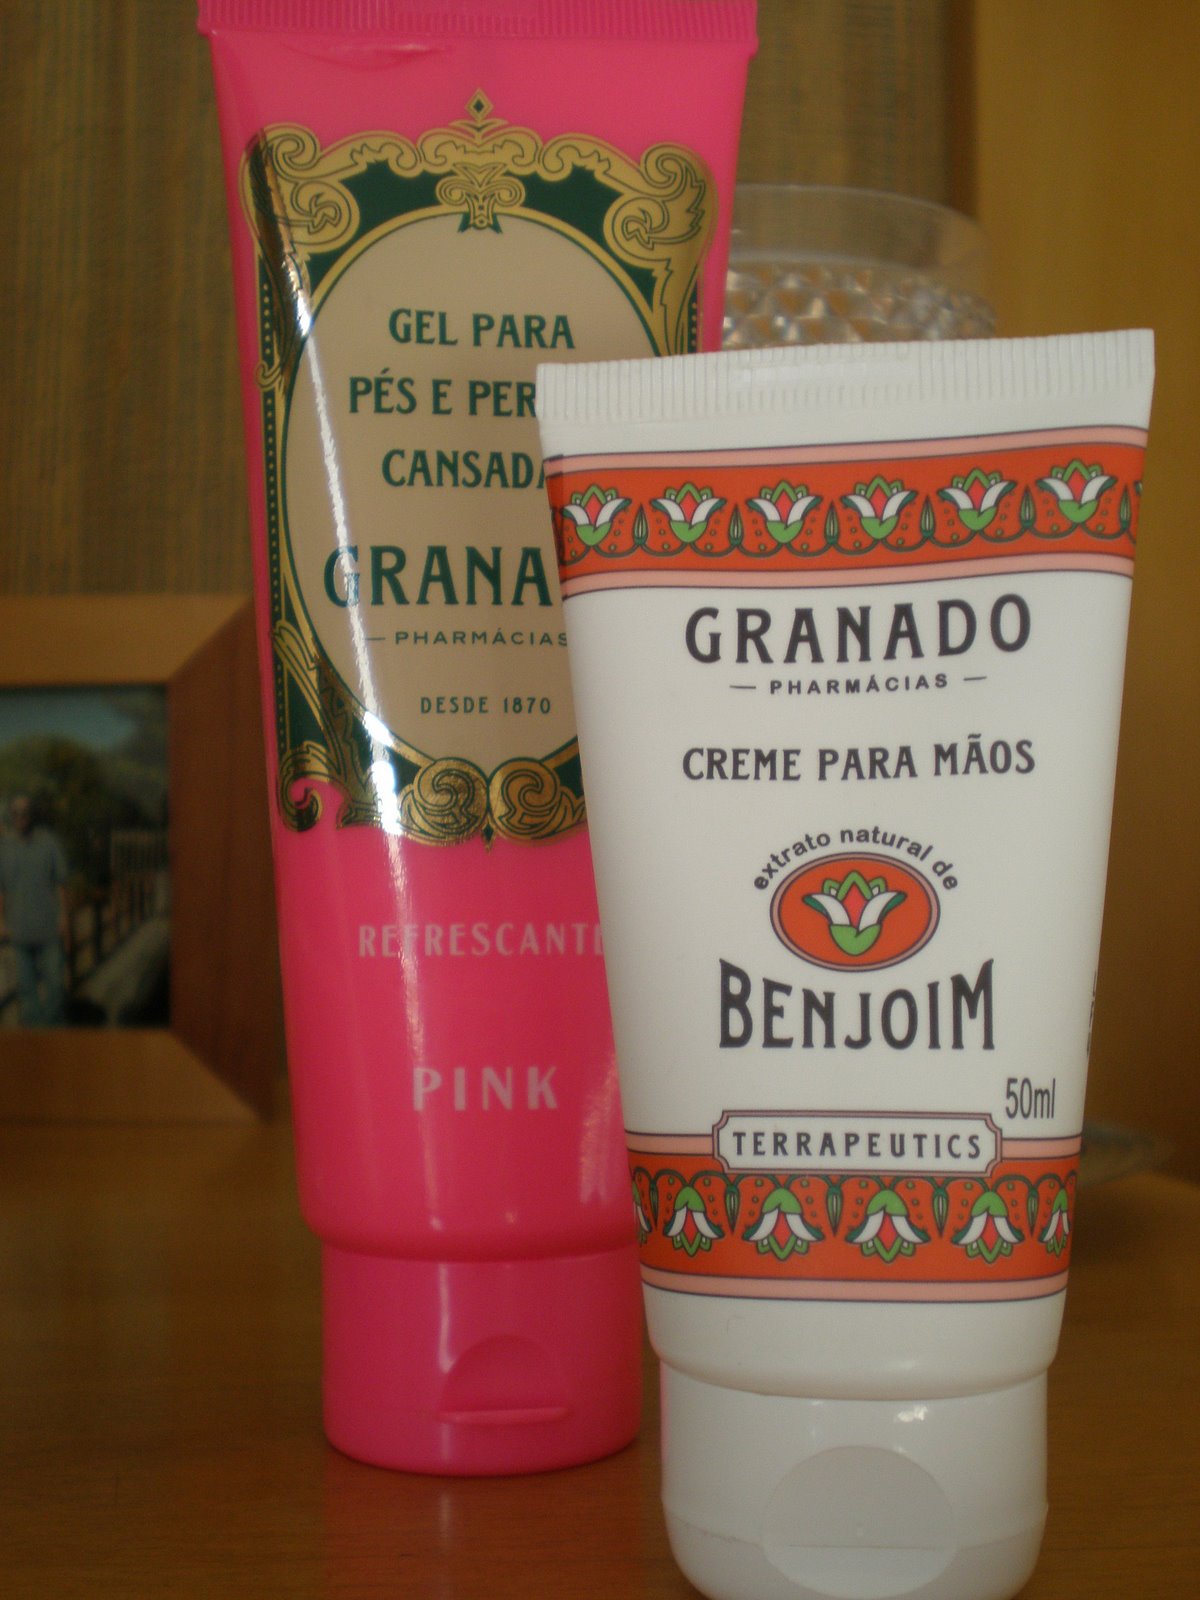 GEL PARA
PÉS E PER
CANSADA
GRANA
PHARMÁCIAS
DESDE 1870
REFRESCANTE
PINK
GRANADO
PHARMÁCIAS
CREME PARA MÃOS
extrato natural de
BENJOIM
50ml
TERRAPEUTICS